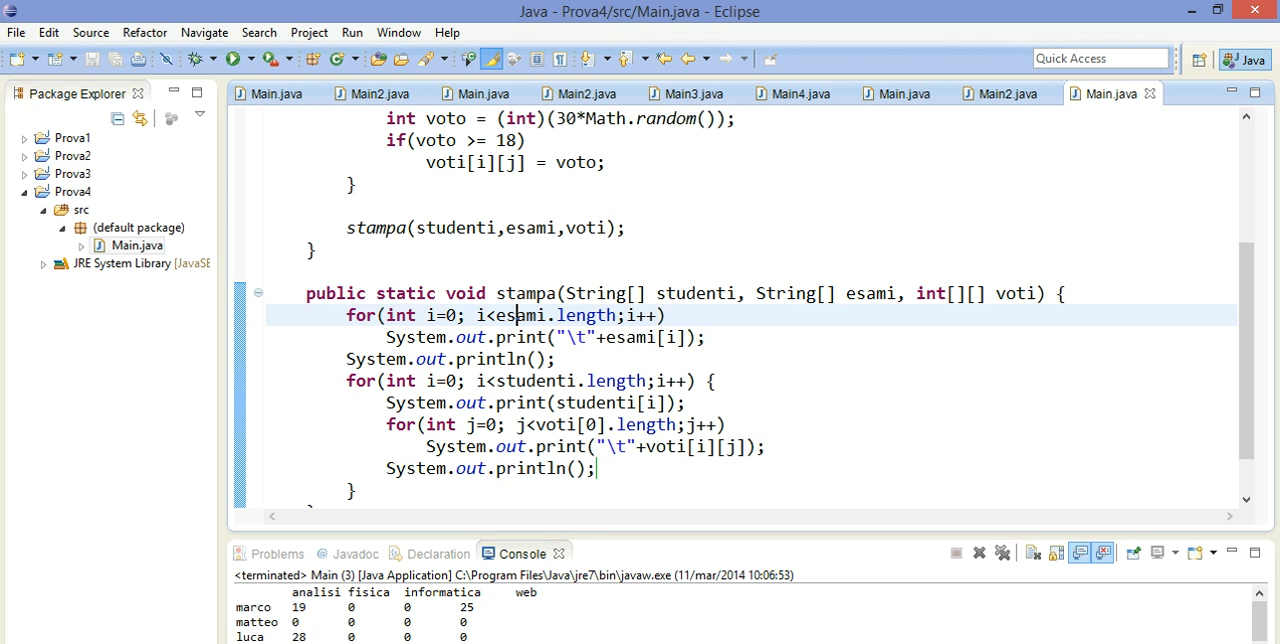 Java - Prova4/src/Main.java - Eclipse
File Edit Source Refactor Navigate Search Project Run Window Help
Quick Access
Java
Package Explorer
Main.java Main2.java Main.java Main2.java Main3.java Main4.java Main.java Main2.java Main.java
Prova1
Prova2
Prova3
Prova4
src
(default package)
Main.java
JRE System Library [JavaSE
int voto = (int)(30*Math.random());
if(voto >= 18)
voti[i][j] = voto;
}
stampa(studenti,esami,voti);
}
public static void stampa(String[] studenti, String[] esami, int[][] voti) {
for(int i=0; i<esami.length;i++)
System.out.print("\t"+esami[i]);
System.out.println();
for(int i=0; i<studenti.length;i++) {
System.out.print(studenti[i]);
for(int j=0; j<voti[0].length;j++)
System.out.print("\t"+voti[i][j]);
System.out.println();
}
Problems @ Javadoc Declaration Console
<terminated> Main (3) [Java Application] C:\Program Files\Java\jre7\bin\javaw.exe (11/mar/2014 10:06:53)
analisi fisica informatica web
marco 19 0 0 25
matteo 0 0 0 0
luca 28 0 0 0